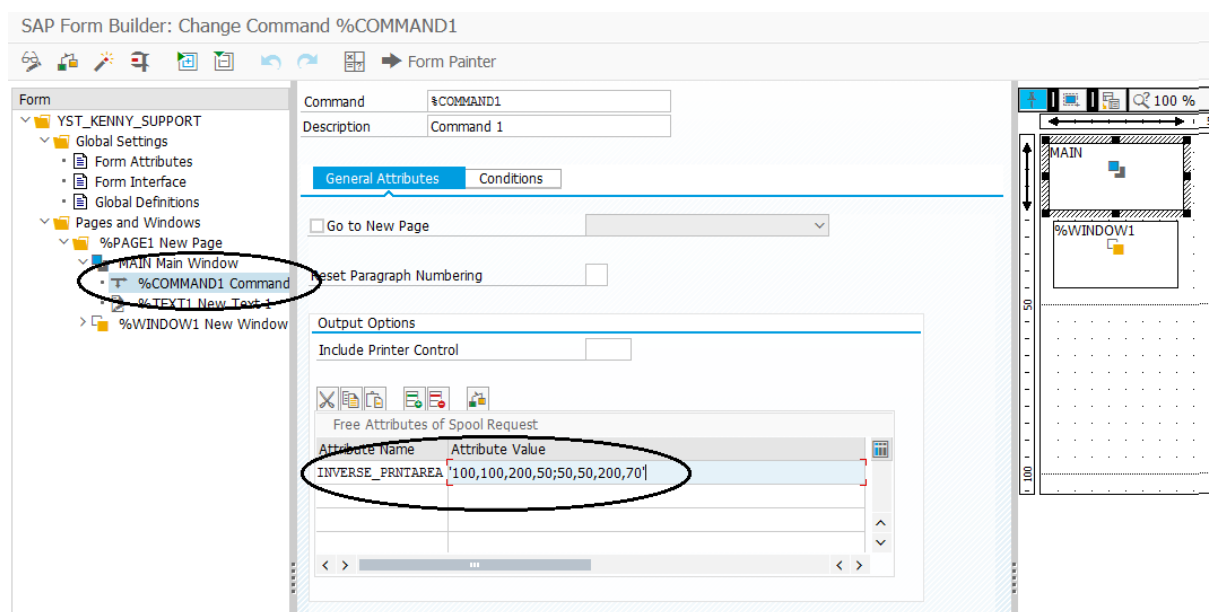 SAP Form Builder: Change Command %COMMAND1
Form Painter
Form
YST_KENNY_SUPPORT
Global Settings
Form Attributes
Form Interface
Global Definitions
Pages and Windows
%PAGE1 New Page
MAIN Main Window
%COMMAND1 Command
%TEXT1 New Text 1
%WINDOW1 New Window
Command %COMMAND1
Description Command 1
General Attributes Conditions
Go to New Page
Reset Paragraph Numbering
Output Options
Include Printer Control
Free Attributes of Spool Request
Attribute Name Attribute Value
INVERSE_PRNTAREA '100,100,200,50;50,50,200,70'
100 %
MAIN
%WINDOW1
50
100